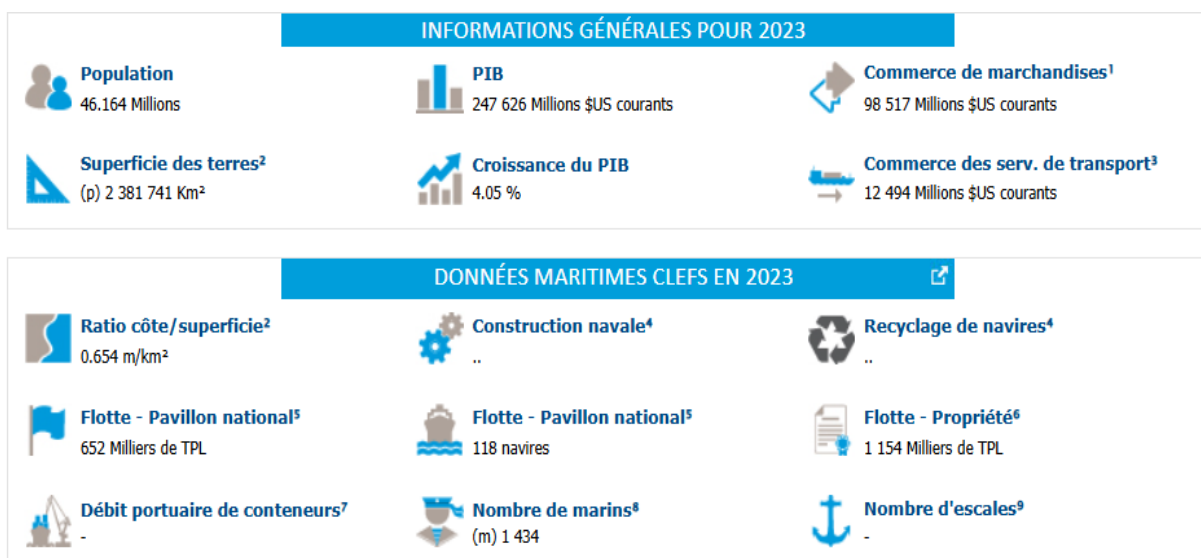 INFORMATIONS GÉNÉRALES POUR 2023
Population
46.164 Millions
PIB
247 626 Millions $US courants
Commerce de marchandises¹
98 517 Millions $US courants
Superficie des terres²
(p) 2 381 741 Km²
Croissance du PIB
4.05 %
Commerce des serv. de transport³
12 494 Millions $US courants
DONNÉES MARITIMES CLEFS EN 2023
Ratio côte/superficie²
0.654 m/km²
Construction navale⁴
..
Recyclage de navires⁴
..
Flotte - Pavillon national⁵
652 Milliers de TPL
Flotte - Pavillon national⁵
118 navires
Flotte - Propriété⁶
1 154 Milliers de TPL
Débit portuaire de conteneurs⁷
-
Nombre de marins⁸
(m) 1 434
Nombre d'escales⁹
-